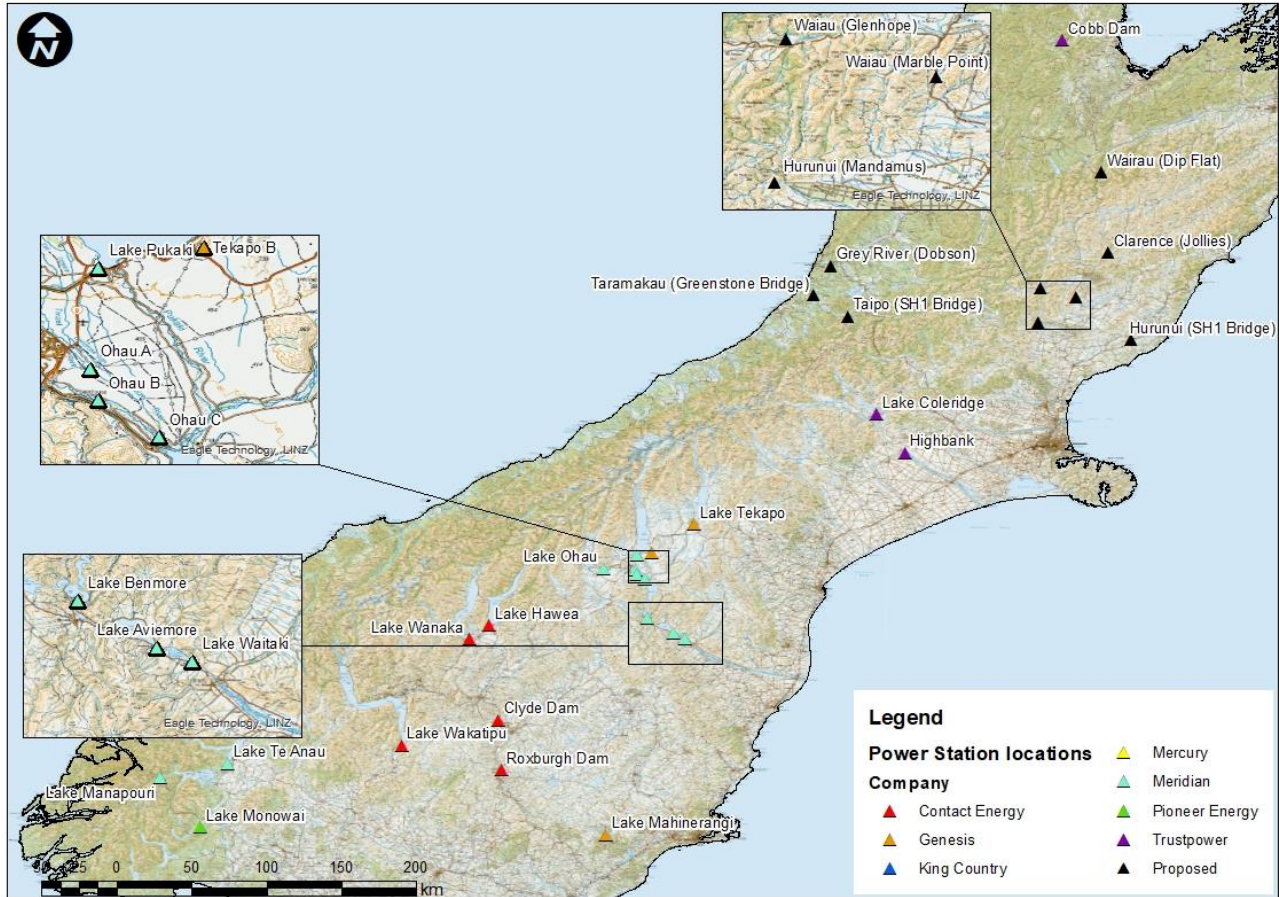 N
Waiau (Glenhope)
Waiau (Marble Point)
Hurunui (Mandamus)
Eagle Technology, LINZ
Cobb Dam
Wairau (Dip Flat)
Clarence (Jollies)
Grey River (Dobson)
Taramakau (Greenstone Bridge)
Taipo (SH1 Bridge)
Hurunui (SH1 Bridge)
Lake Pukaki
Tekapo B
Ohau A
Ohau B
Ohau C
Eagle Technology, LINZ
Lake Coleridge
Highbank
Lake Tekapo
Lake Ohau
Lake Hawea
Lake Wanaka
Lake Benmore
Lake Aviemore
Lake Waitaki
Eagle Technology, LINZ
Clyde Dam
Lake Wakatipu
Roxburgh Dam
Lake Te Anau
Lake Manapouri
Lake Monowai
Lake Mahinerangi
50 25 0 50 100 150 200
km
Legend
Power Station locations
Company
Contact Energy
Genesis
King Country
Mercury
Meridian
Pioneer Energy
Trustpower
Proposed